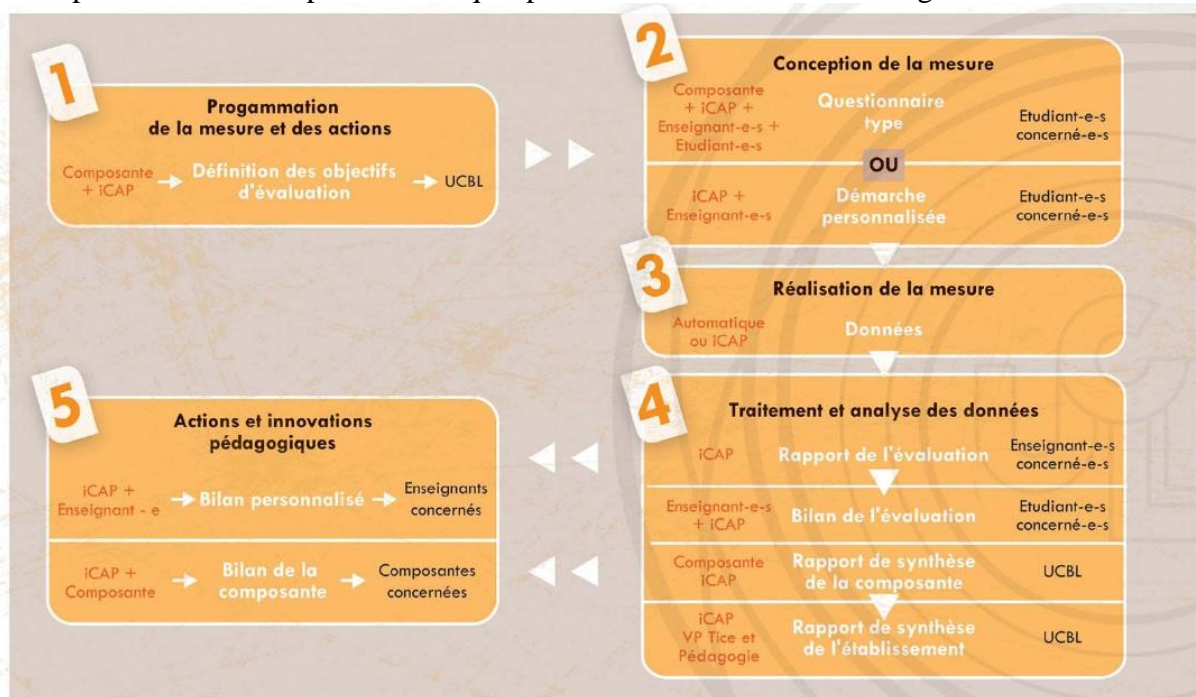 1
Progammation
de la mesure et des actions
Composante
+ iCAP
Définition des objectifs
d'évaluation
UCBL
2
Conception de la mesure
Composante
+ iCAP +
Enseignant-e-s +
Etudiant-e-s
Questionnaire
type
Etudiant-e-s
concerné-e-s
OU
iCAP +
Enseignant-e-s
Démarche
personnalisée
Etudiant-e-s
concerné-e-s
3
Réalisation de la mesure
Automatique
ou iCAP
Données
4
Traitement et analyse des données
iCAP
Rapport de l'évaluation
Enseignant-e-s
concerné-e-s
Enseignant-e-s
+ iCAP
Bilan de l'évaluation
Etudiant-e-s
concerné-e-s
Composante
iCAP
Rapport de synthèse
de la composante
UCBL
iCAP
VP Tice et
Pédagogie
Rapport de synthèse
de l'établissement
UCBL
5
Actions et innovations
pédagogiques
iCAP +
Enseignant - e
Bilan personnalisé
Enseignants
concernés
iCAP +
Composante
Bilan de la
composante
Composantes
concernées